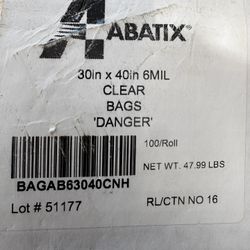 ABATIX®
30in x 40in 6MIL
CLEAR
BAGS
'DANGER'
100/Roll
NET WT. 47.99 LBS
BAGAB63040CNH
Lot # 51177
RL/CTN NO 16